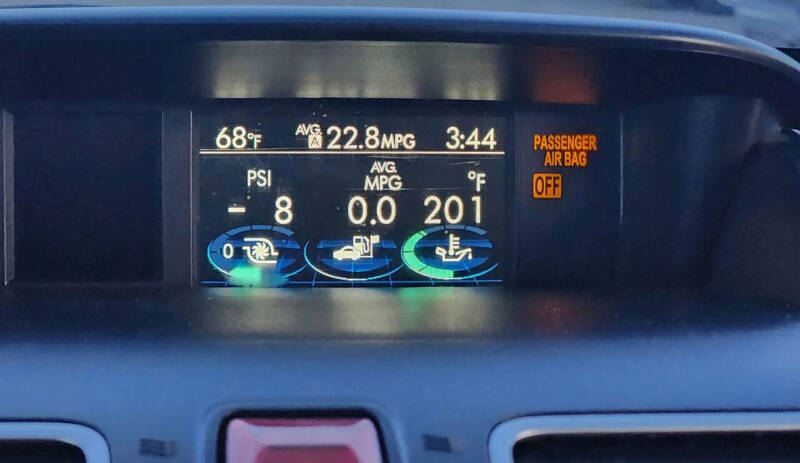 68°F AVG. A 22.8MPG 3:44
PSI AVG. MPG °F
- 8 0.0 201
0
PASSENGER
AIR BAG
OFF